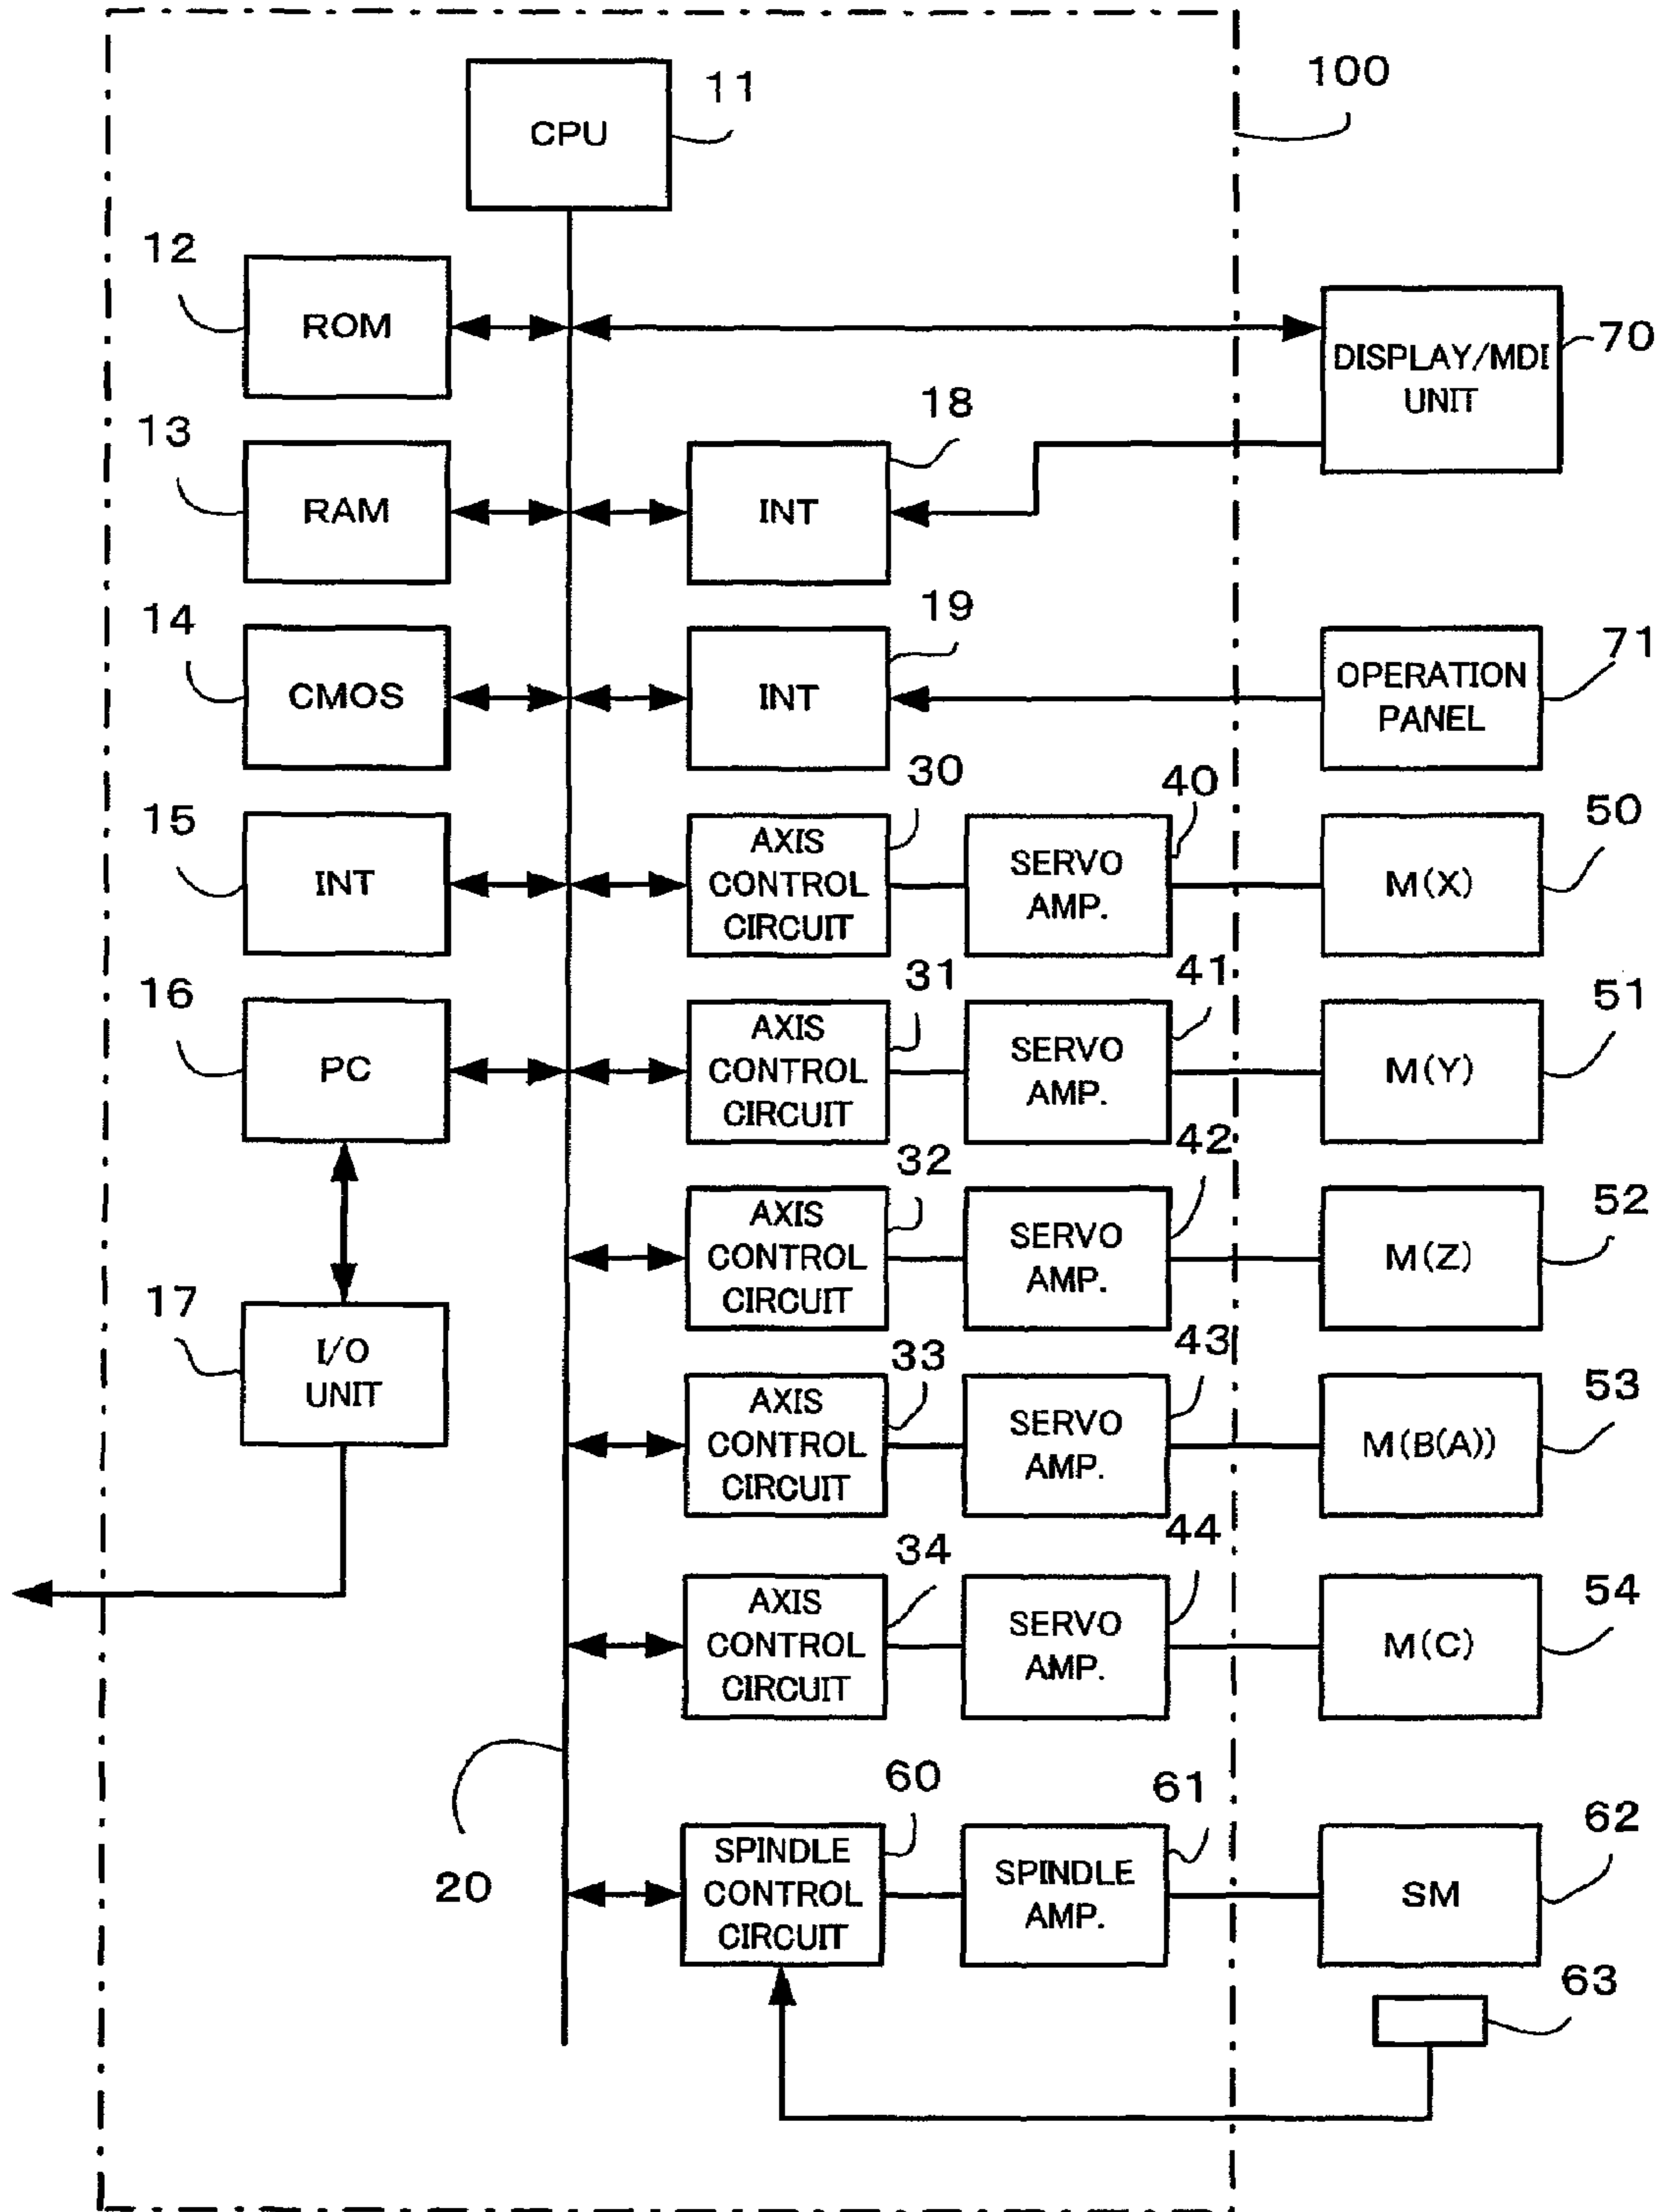 100
11
CPU
12
ROM
DISPLAY/MDI
UNIT
70
13
RAM
18
INT
14
CMOS
19
INT
OPERATION
PANEL
71
15
INT
30
AXIS
CONTROL
CIRCUIT
40
SERVO
AMP.
50
M(X)
16
PC
31
AXIS
CONTROL
CIRCUIT
41
SERVO
AMP.
51
M(Y)
32
AXIS
CONTROL
CIRCUIT
42
SERVO
AMP.
52
M(Z)
17
I/O
UNIT
33
AXIS
CONTROL
CIRCUIT
43
SERVO
AMP.
53
M(B(A))
34
AXIS
CONTROL
CIRCUIT
44
SERVO
AMP.
54
M(C)
20
60
SPINDLE
CONTROL
CIRCUIT
61
SPINDLE
AMP.
62
SM
63